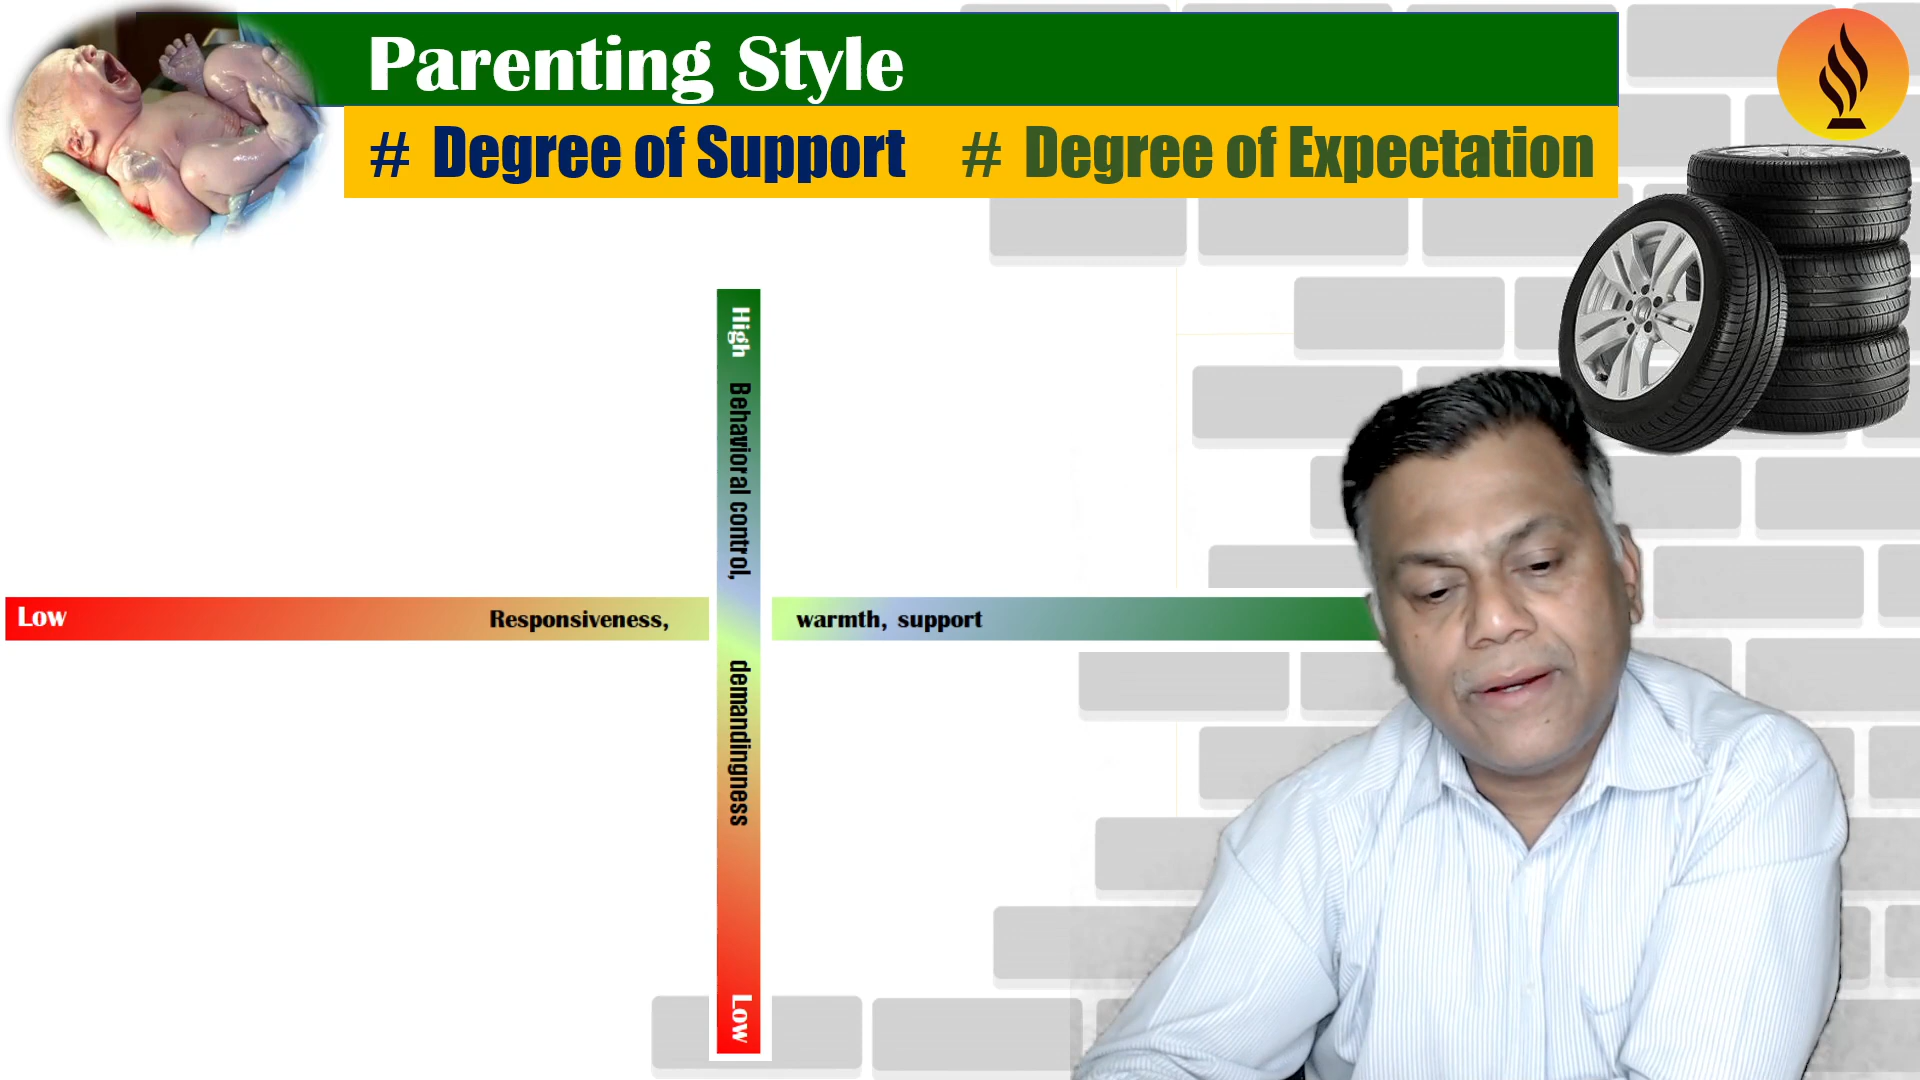 Parenting Style
# Degree of Support # Degree of Expectation
High
Behavioral control,
Low
Responsiveness,
warmth, support
demandingness
Low